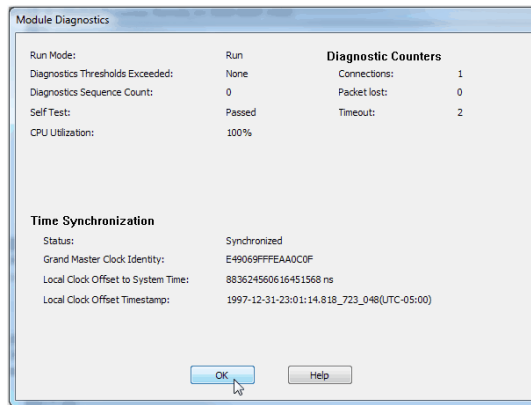 Module Diagnostics
Run Mode: Run
Diagnostics Thresholds Exceeded: None
Diagnostics Sequence Count: 0
Self Test: Passed
CPU Utilization: 100%
Diagnostic Counters
Connections: 1
Packet lost: 0
Timeout: 2
Time Synchronization
Status: Synchronized
Grand Master Clock Identity: E49069FFFEAA0C0F
Local Clock Offset to System Time: 883624560616451568 ns
Local Clock Offset Timestamp: 1997-12-31-23:01:14.818_723_048(UTC-05:00)
OK Help